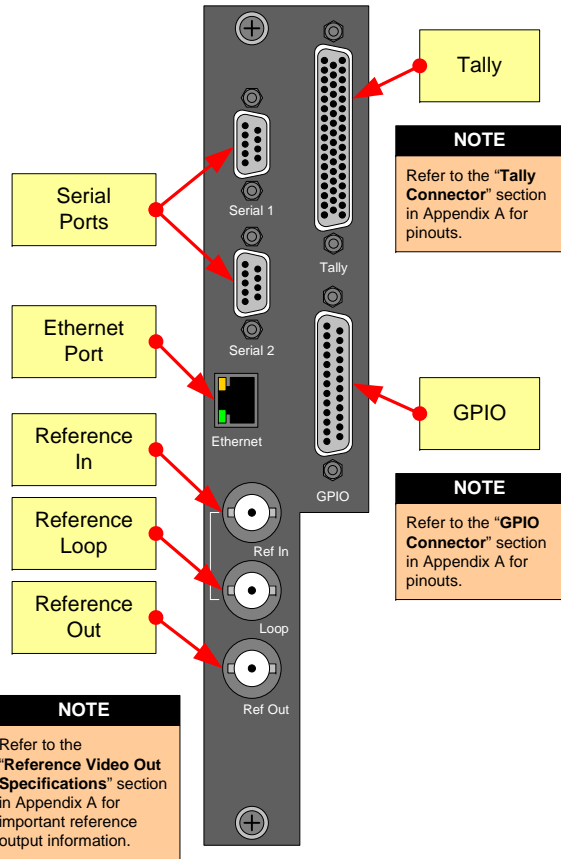 Tally
NOTE
Refer to the “Tally
Connector” section
in Appendix A for
pinouts.
Serial
Ports
Serial 1
Tally
Ethernet
Port
Serial 2
GPIO
Reference
In
Ethernet
GPIO
NOTE
Refer to the “GPIO
Connector” section
in Appendix A for
pinouts.
Reference
Loop
Ref In
Reference
Out
Loop
Ref Out
NOTE
Refer to the
“Reference Video Out
Specifications” section
in Appendix A for
important reference
output information.